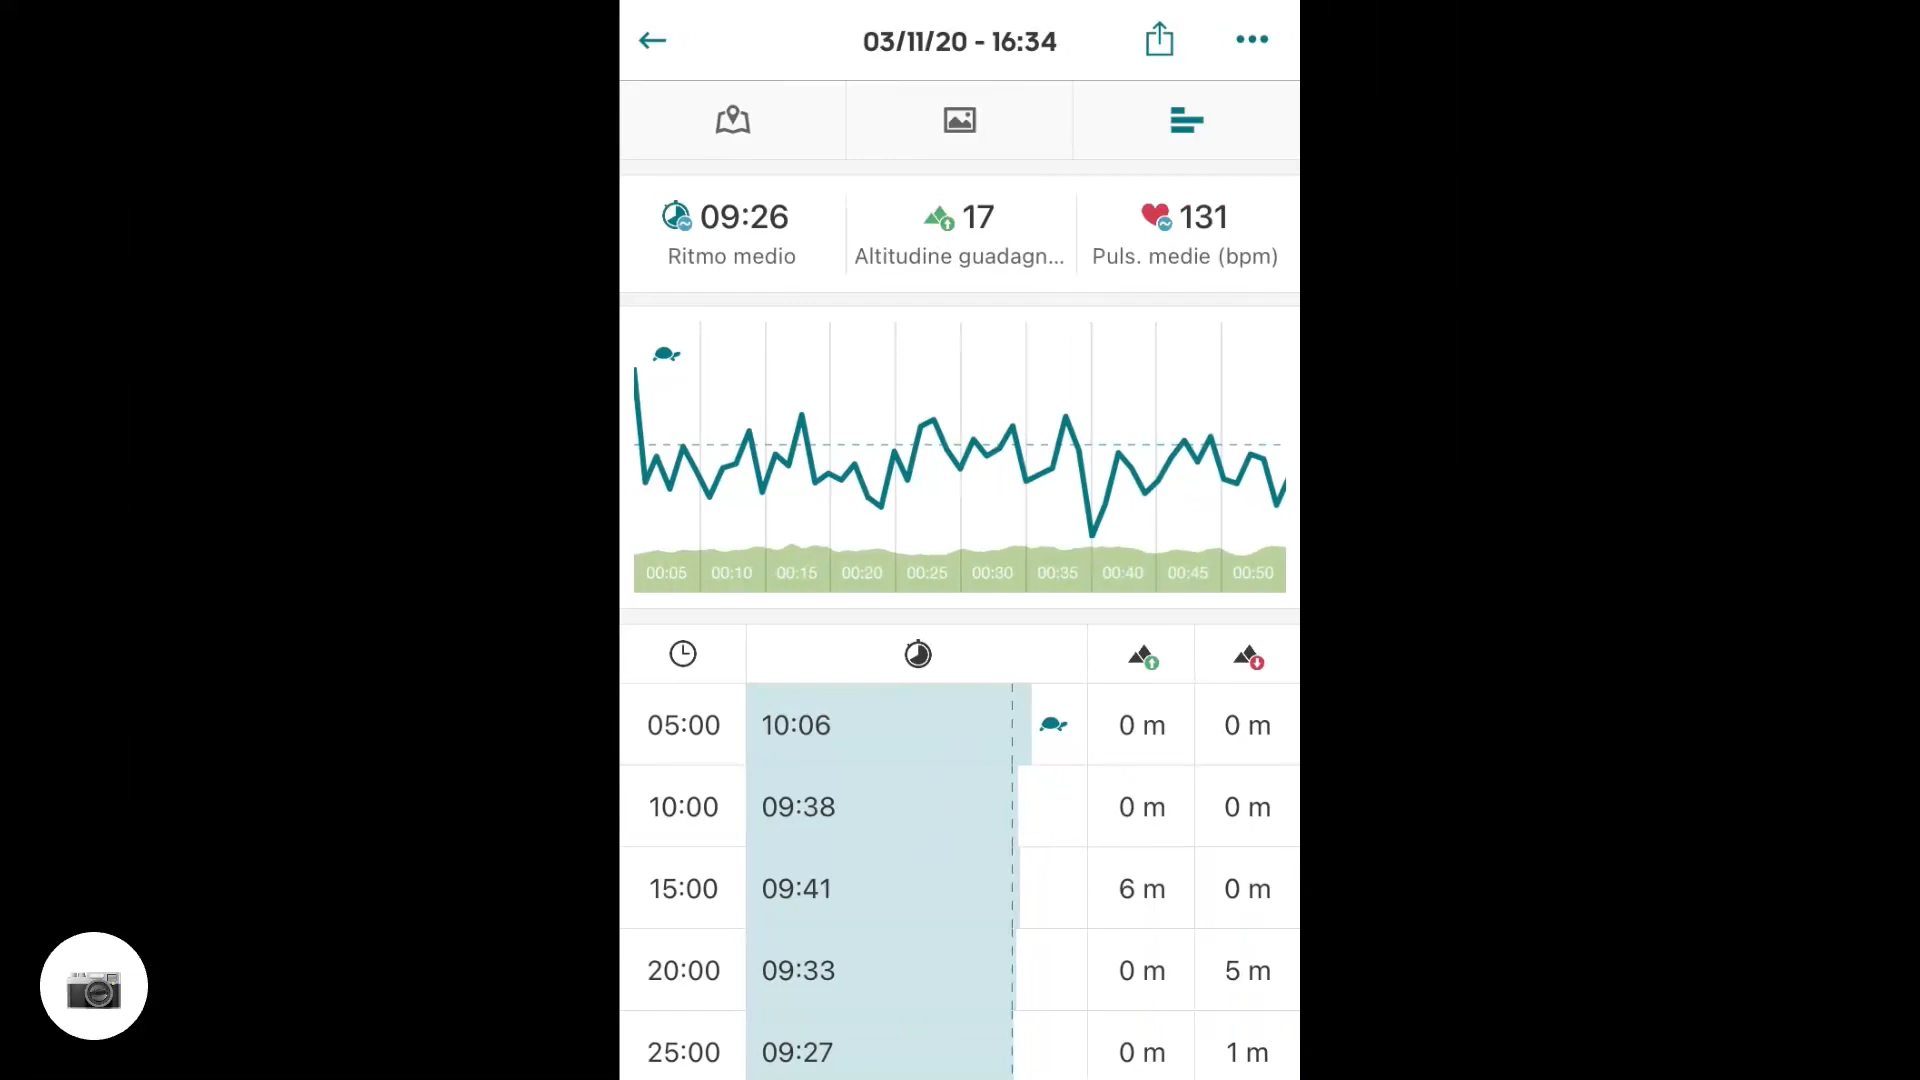 03/11/20 - 16:34
09:26 17 131
Ritmo medio Altitudine guadagn... Puls. medie (bpm)
00:05 00:10 00:15 00:20 00:25 00:30 00:35 00:40 00:45 00:50
05:00 10:06 0 m 0 m
10:00 09:38 0 m 0 m
15:00 09:41 6 m 0 m
20:00 09:33 0 m 5 m
25:00 09:27 0 m 1 m